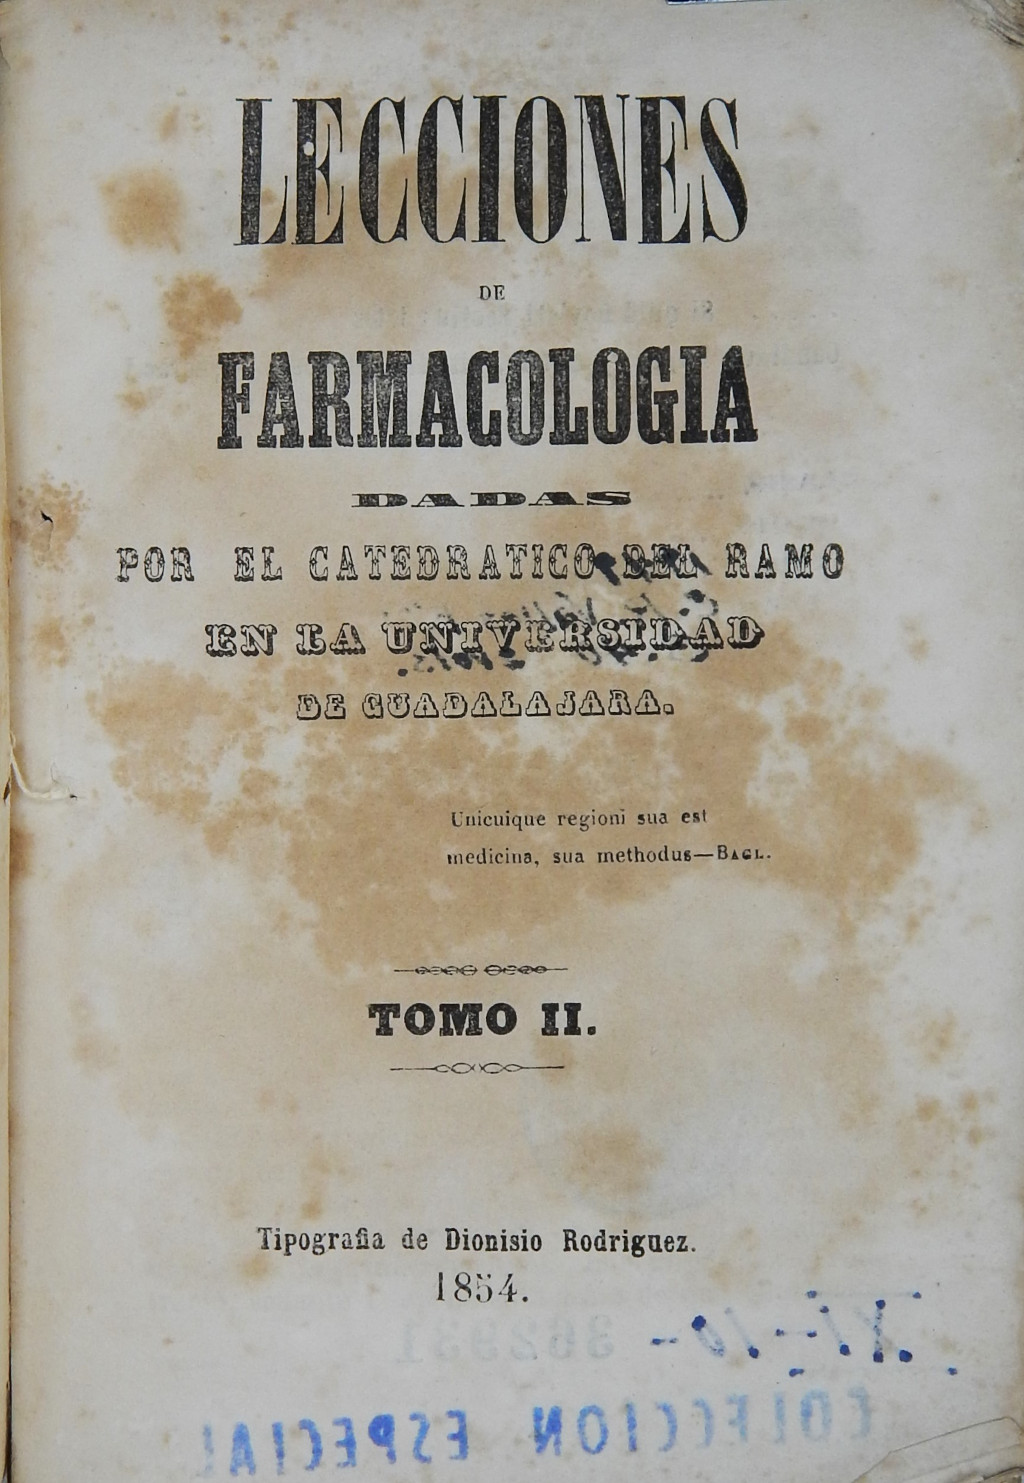 LECCIONES
DE
FARMACOLOGIA
DADAS
POR EL CATEDRATICO DEL RAMO
EN LA UNIVERSIDAD
DE GUADALAJARA.
Unicuique regioni sua est
medicina, sua methodus—BAGL.
TOMO II.
Tipografia de Dionisio Rodriguez.
1854.
COLECCION ESPECIAL